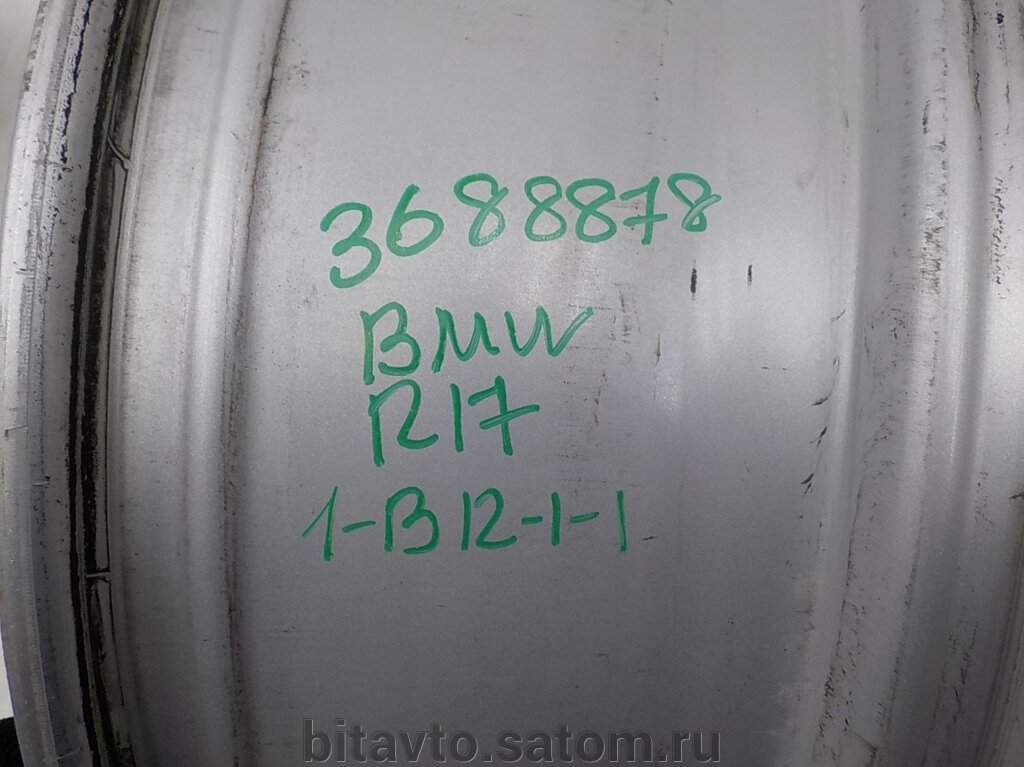 3688878
BMW
R17
1-B12-1-1
bitavto.satom.ru